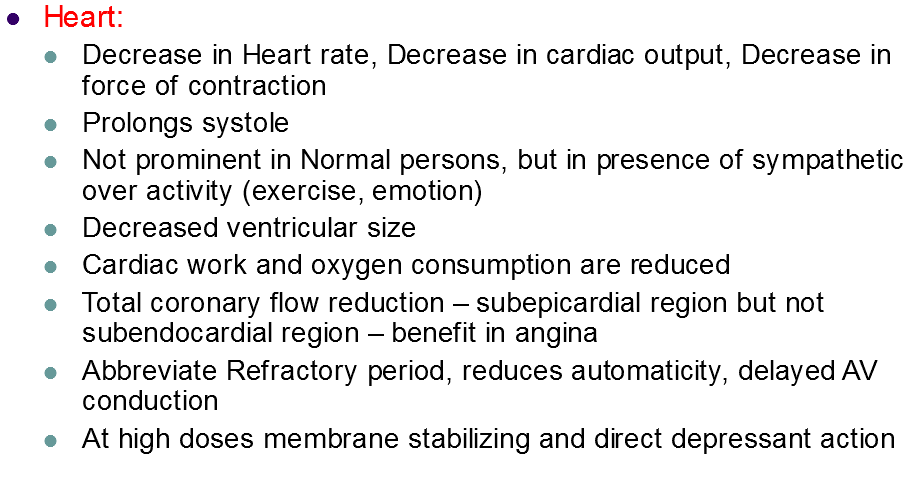 Heart:
Decrease in Heart rate, Decrease in cardiac output, Decrease in
force of contraction
Prolongs systole
Not prominent in Normal persons, but in presence of sympathetic
over activity (exercise, emotion)
Decreased ventricular size
Cardiac work and oxygen consumption are reduced
Total coronary flow reduction – subepicardial region but not
subendocardial region – benefit in angina
Abbreviate Refractory period, reduces automaticity, delayed AV
conduction
At high doses membrane stabilizing and direct depressant action